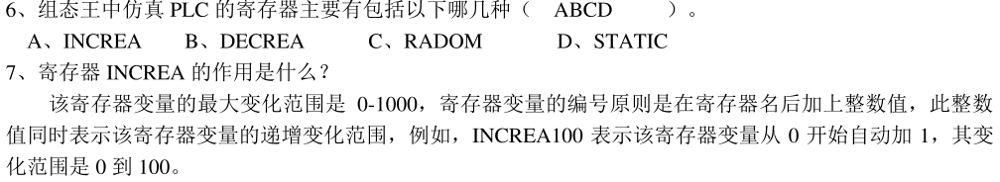 6、组态王中仿真 PLC 的寄存器主要有包括以下哪几种（ ABCD ）。
A、INCREA B、DECREA C、RADOM D、STATIC
7、寄存器 INCREA 的作用是什么？
该寄存器变量的最大变化范围是 0-1000，寄存器变量的编号原则是在寄存器名后加上整数值，此整数
值同时表示该寄存器变量的递增变化范围，例如，INCREA100 表示该寄存器变量从 0 开始自动加 1，其变
化范围是 0 到 100。